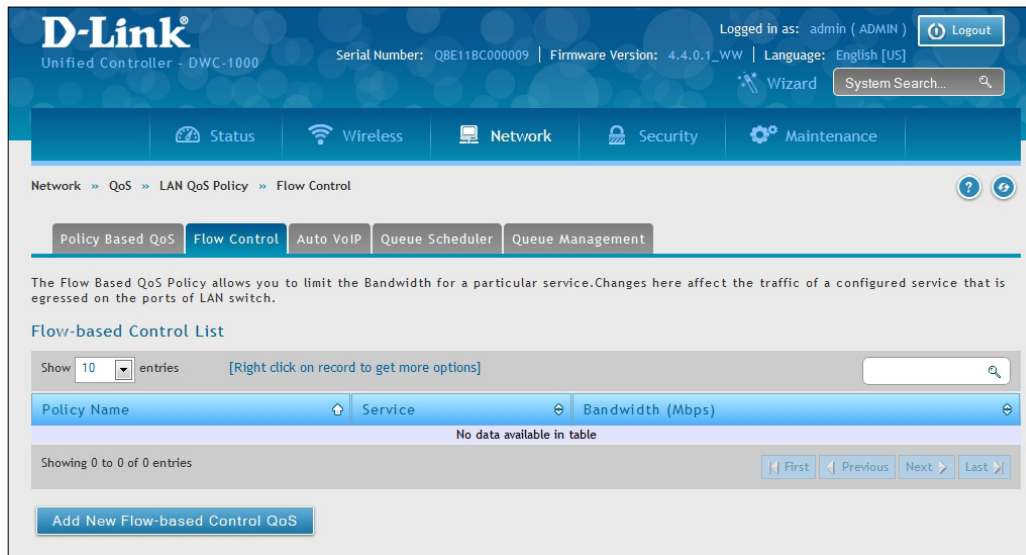 D-Link®
Unified Controller - DWC-1000
Logged in as: admin ( ADMIN ) Logout
Serial Number: QBE11BC000009 | Firmware Version: 4.4.0.1_WW | Language: English [US]
Wizard System Search...
Status Wireless Network Security Maintenance
Network » QoS » LAN QoS Policy » Flow Control
?
Policy Based QoS Flow Control Auto VoIP Queue Scheduler Queue Management
The Flow Based QoS Policy allows you to limit the Bandwidth for a particular service.Changes here affect the traffic of a configured service that is
egressed on the ports of LAN switch.
Flow-based Control List
Show 10 entries [Right click on record to get more options]
Policy Name Service Bandwidth (Mbps)
No data available in table
Showing 0 to 0 of 0 entries
First Previous Next Last
Add New Flow-based Control QoS